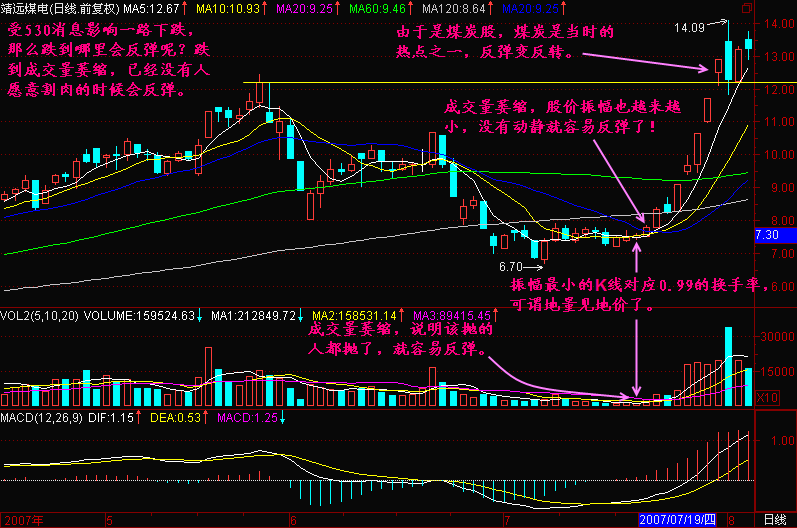 靖远煤电(日线.前复权) MA5:12.67↑ MA10:10.93↑ MA20:9.25↑ MA60:9.46↑ MA120:8.64↑ MA30:9.25↑
受530消息影响一路下跌,
那么跌到哪里会反弹呢?跌
到成交量萎缩,已经没有人
愿意割肉的时候会反弹。
14.09
由于是煤炭股,煤炭是当时的
热点之一,反弹变反转。
成交量萎缩,股价振幅也越来越
小,没有动静就容易反弹了!
6.70
振幅最小的K线对应0.99的换手率,
可谓地量见地价了。
14.00
13.00
12.00
11.00
10.00
9.00
8.00
7.30
7.00
6.00
VOL2(5,10,20) VOLUME:159524.63↓ MA1:212849.72↓ MA2:158531.14↑ MA3:89415.45↑
成交量萎缩,说明该抛的
人都抛了,就容易反弹。
30000
15000
X10
MACD(12,26,9) DIF:1.15↑ DEA:0.53↑ MACD:1.25↓
1.00
2007年 5 6 7 2007/07/19/四 8 日线